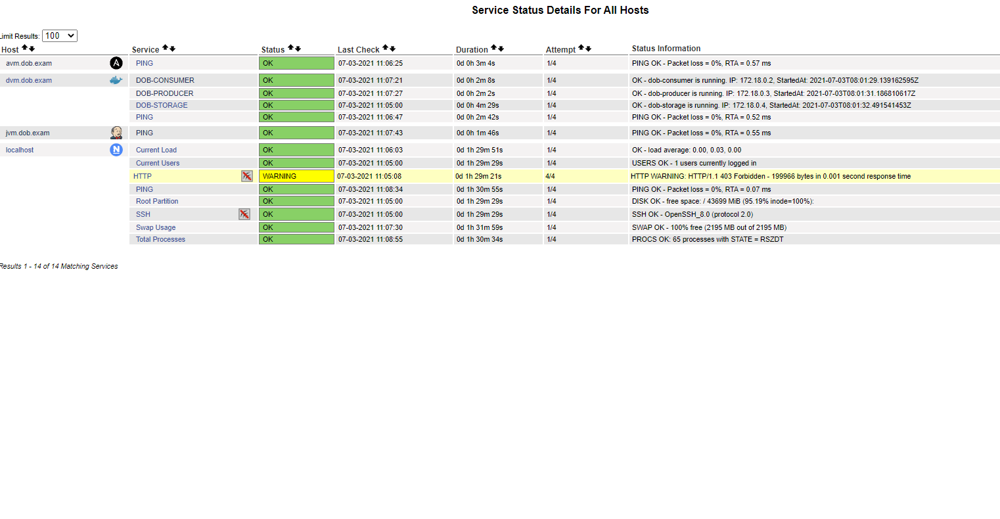 Service Status Details For All Hosts
Limit Results: 100
Host Service Status Last Check Duration Attempt Status Information
avm.dob.exam PING OK 07-03-2021 11:06:25 0d 0h 3m 4s 1/4 PING OK - Packet loss = 0%, RTA = 0.57 ms
dvm.dob.exam DOB-CONSUMER OK 07-03-2021 11:07:21 0d 0h 2m 8s 1/4 OK - dob-consumer is running. IP: 172.18.0.2, StartedAt: 2021-07-03T08:01:29.139162595Z
DOB-PRODUCER OK 07-03-2021 11:07:27 0d 0h 2m 2s 1/4 OK - dob-producer is running. IP: 172.18.0.3, StartedAt: 2021-07-03T08:01:31.186810617Z
DOB-STORAGE OK 07-03-2021 11:05:00 0d 0h 4m 29s 1/4 OK - dob-storage is running. IP: 172.18.0.4, StartedAt: 2021-07-03T08:01:32.491541453Z
PING OK 07-03-2021 11:06:47 0d 0h 2m 42s 1/4 PING OK - Packet loss = 0%, RTA = 0.52 ms
jvm.dob.exam PING OK 07-03-2021 11:07:43 0d 0h 1m 46s 1/4 PING OK - Packet loss = 0%, RTA = 0.55 ms
localhost N Current Load OK 07-03-2021 11:06:03 0d 1h 29m 51s 1/4 OK - load average: 0.00, 0.03, 0.00
Current Users OK 07-03-2021 11:05:00 0d 1h 29m 29s 1/4 USERS OK - 1 users currently logged in
HTTP WARNING 07-03-2021 11:05:08 0d 1h 29m 21s 4/4 HTTP WARNING: HTTP/1.1 403 Forbidden - 199966 bytes in 0.001 second response time
PING OK 07-03-2021 11:08:34 0d 1h 30m 55s 1/4 PING OK - Packet loss = 0%, RTA = 0.07 ms
Root Partition OK 07-03-2021 11:05:00 0d 1h 29m 29s 1/4 DISK OK - free space: / 43699 MiB (95.19% inode=100%):
SSH OK 07-03-2021 11:05:00 0d 1h 29m 29s 1/4 SSH OK - OpenSSH_8.0 (protocol 2.0)
Swap Usage OK 07-03-2021 11:07:30 0d 1h 31m 59s 1/4 SWAP OK - 100% free (2195 MB out of 2195 MB)
Total Processes OK 07-03-2021 11:08:55 0d 1h 30m 34s 1/4 PROCS OK: 65 processes with STATE = RSZDT
Results 1 - 14 of 14 Matching Services